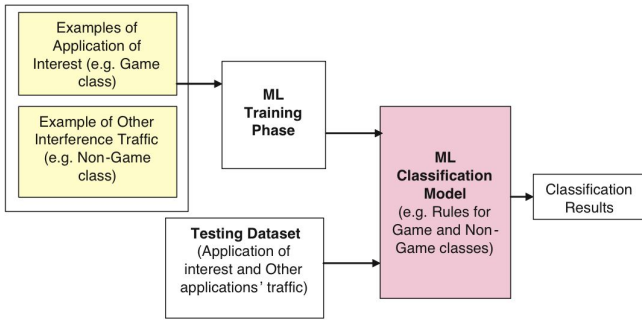 Examples of
Application of
Interest (e.g. Game
class)
Example of Other
Interference Traffic
(e.g. Non-Game
class)
ML
Training
Phase
Testing Dataset
(Application of
interest and Other
applications' traffic)
ML
Classification
Model
(e.g. Rules for
Game and Non-
Game classes)
Classification
Results